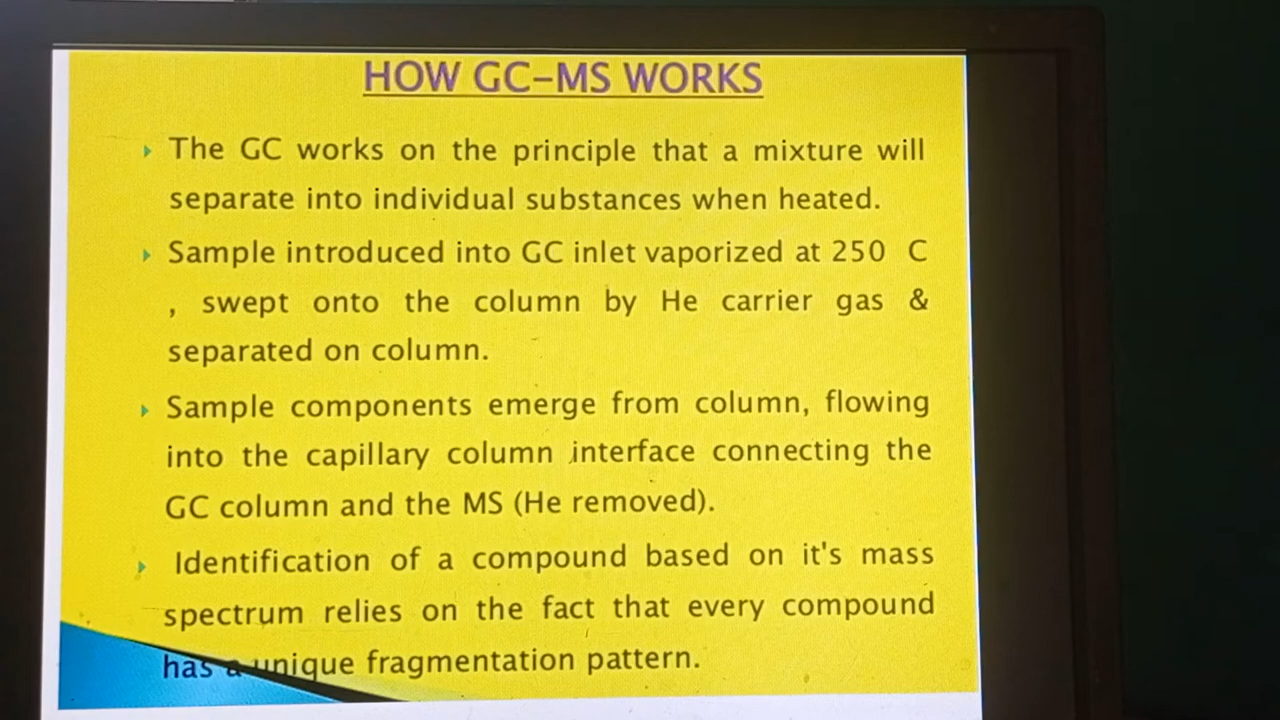 HOW GC-MS WORKS
The GC works on the principle that a mixture will
separate into individual substances when heated.
Sample introduced into GC inlet vaporized at 250 C
, swept onto the column by He carrier gas &
separated on column.
Sample components emerge from column, flowing
into the capillary column interface connecting the
GC column and the MS (He removed).
Identification of a compound based on it's mass
spectrum relies on the fact that every compound
has a unique fragmentation pattern.